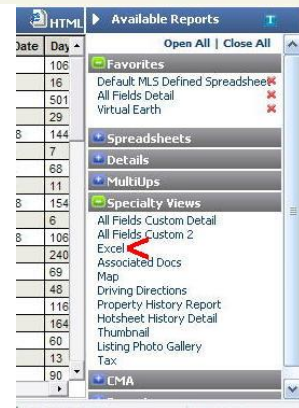 HTML
Available Reports
Open All | Close All
Date Day
106
16
501
29
8 144
7
68
11
8 154
6
8 106
240
69
48
116
164
60
13
90
Favorites
Default MLS Defined Spreadsheet
All Fields Detail
Virtual Earth
Spreadsheets
Details
MultiUps
Specialty Views
All Fields Custom Detail
All Fields Custom 2
Excel
Associated Docs
Map
Driving Directions
Property History Report
Hotsheet History Detail
Thumbnail
Listing Photo Gallery
Tax
CMA